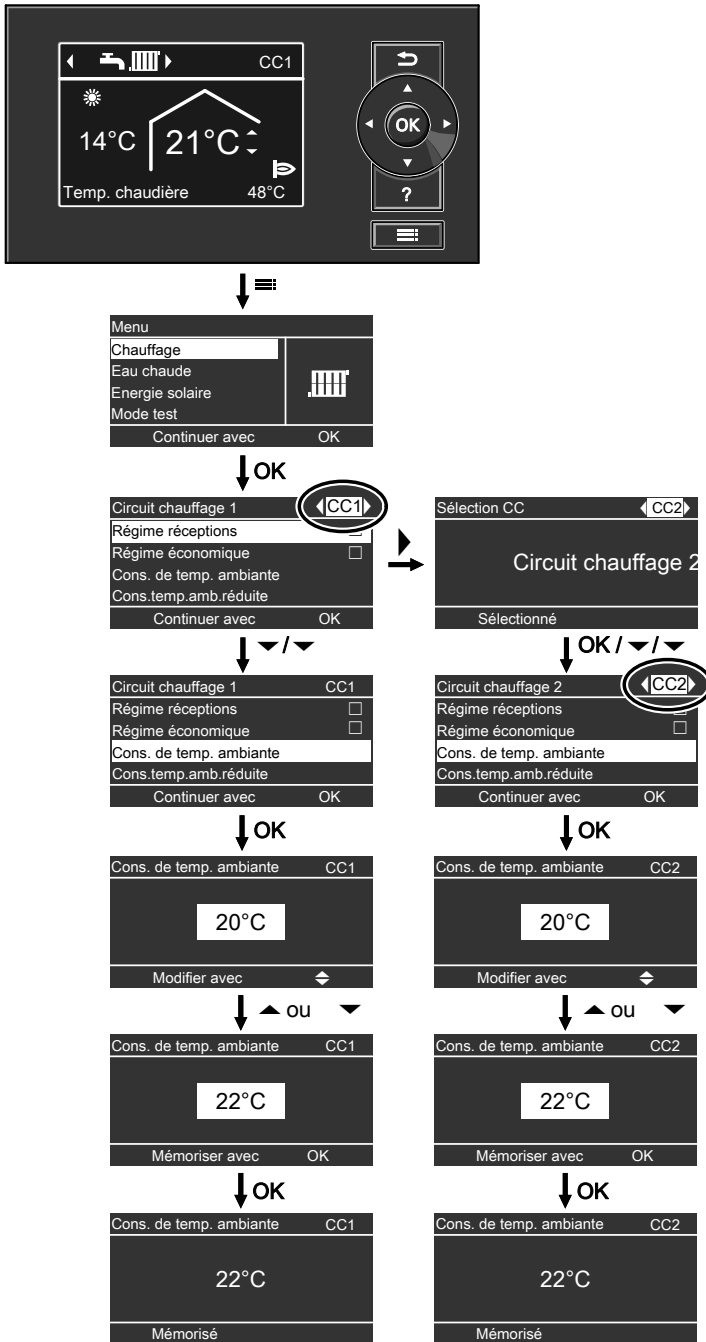 CC1
14°C 21°C
Temp. chaudière 48°C
OK
?
Menu
Chauffage
Eau chaude
Energie solaire
Mode test
Continuer avec OK
OK
Circuit chauffage 1 CC1
Régime réceptions
Régime économique
Cons. de temp. ambiante
Cons.temp.amb.réduite
Continuer avec OK
Sélection CC CC2
Circuit chauffage 2
Sélectionné
/
OK / /
Circuit chauffage 1 CC1
Régime réceptions
Régime économique
Cons. de temp. ambiante
Cons.temp.amb.réduite
Continuer avec OK
Circuit chauffage 2 CC2
Régime réceptions
Régime économique
Cons. de temp. ambiante
Cons.temp.amb.réduite
Continuer avec OK
OK
OK
Cons. de temp. ambiante CC1
20°C
Modifier avec
Cons. de temp. ambiante CC2
20°C
Modifier avec
ou
ou
Cons. de temp. ambiante CC1
22°C
Mémoriser avec OK
Cons. de temp. ambiante CC2
22°C
Mémoriser avec OK
OK
OK
Cons. de temp. ambiante CC1
22°C
Mémorisé
Cons. de temp. ambiante CC2
22°C
Mémorisé